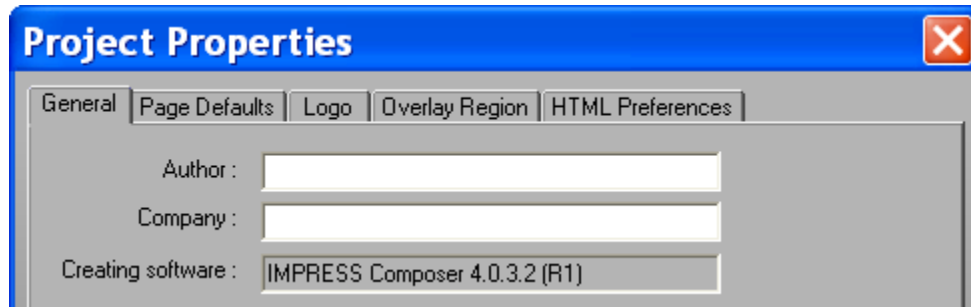 Project Properties
General Page Defaults Logo Overlay Region HTML Preferences
Author :
Company :
Creating software : IMPRESS Composer 4.0.3.2 (R1)